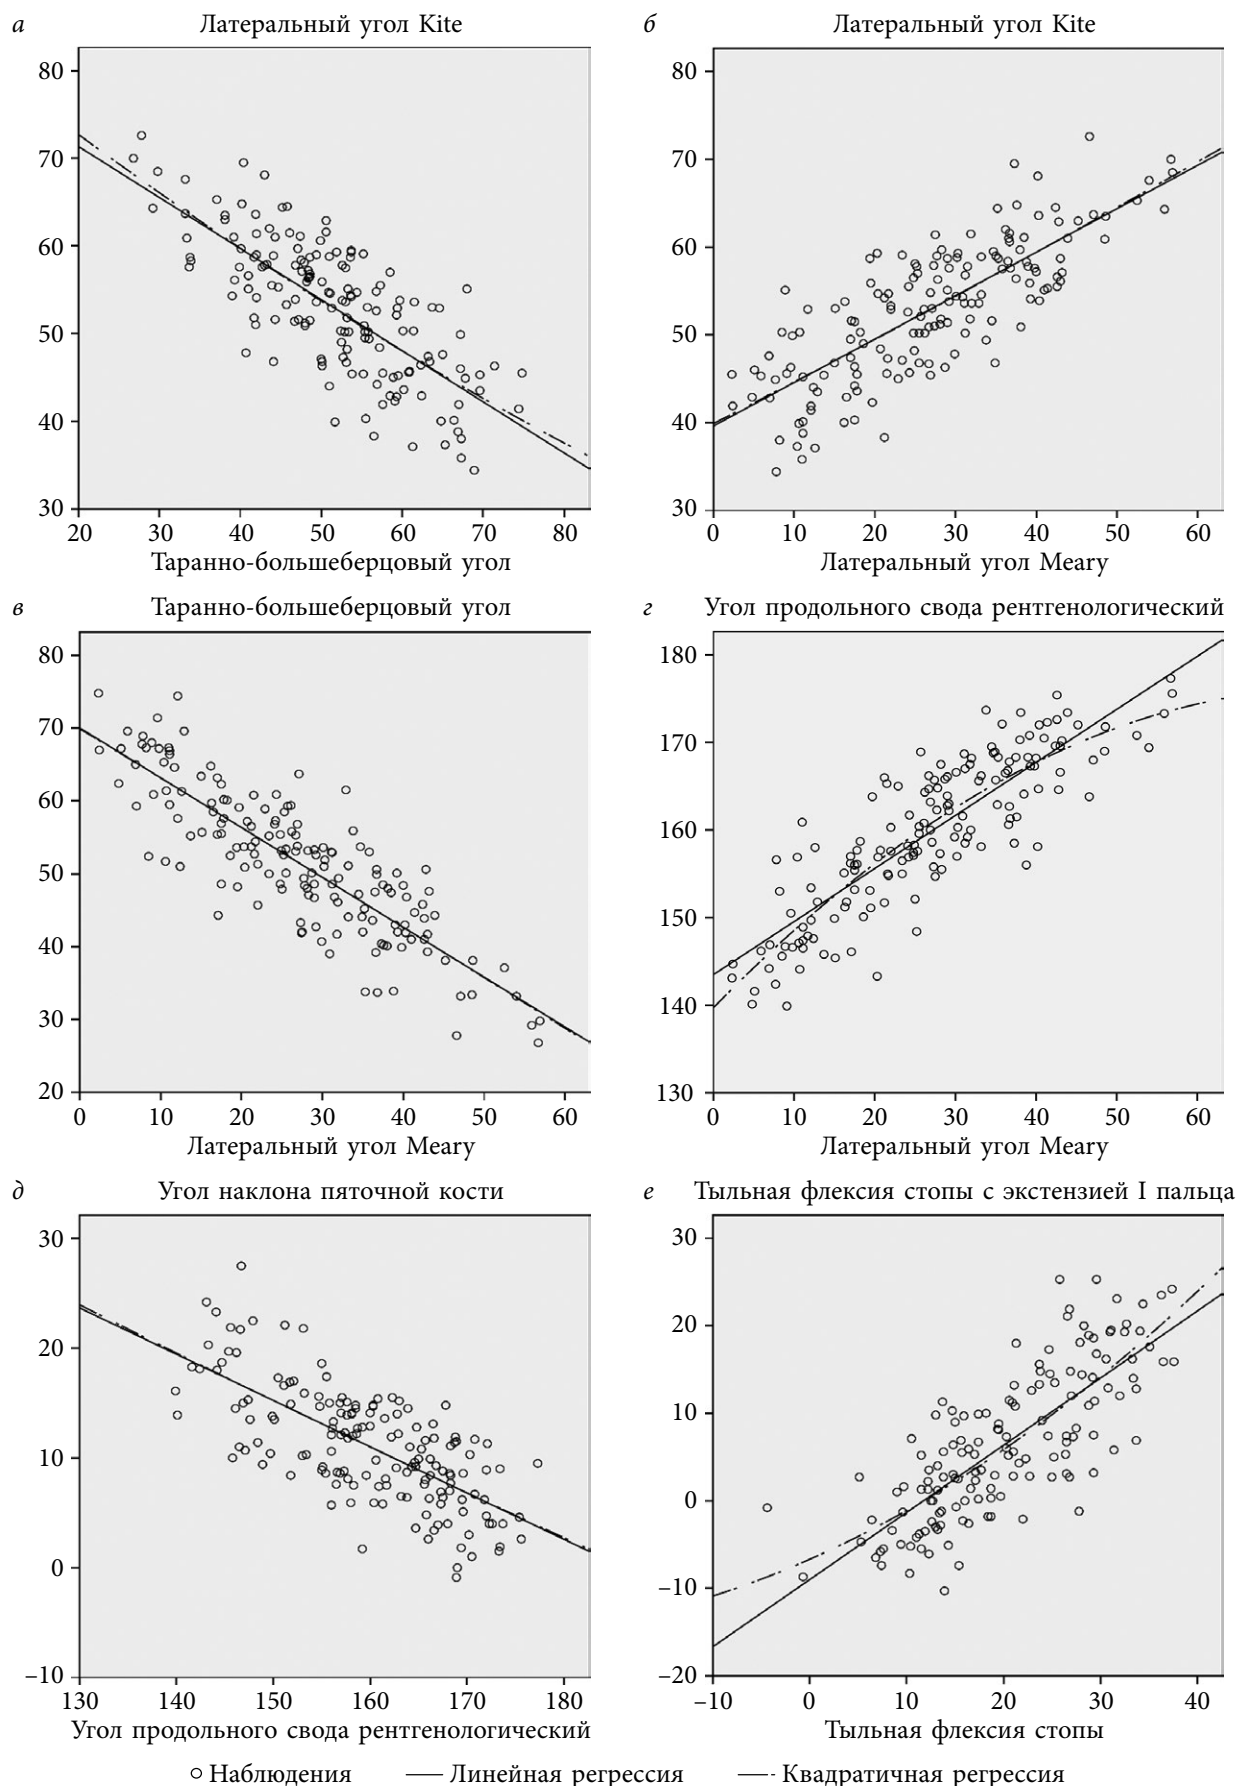 а Латеральный угол Kite
80
70
60
50
40
30
20 30 40 50 60 70 80
Таранно-большеберцовый угол
б Латеральный угол Kite
80
70
60
50
40
30
0 10 20 30 40 50 60
Латеральный угол Meary
в Таранно-большеберцовый угол
80
70
60
50
40
30
20
0 10 20 30 40 50 60
Латеральный угол Meary
г Угол продольного свода рентгенологический
180
170
160
150
140
130
0 10 20 30 40 50 60
Латеральный угол Meary
д Угол наклона пяточной кости
30
20
10
0
–10
130 140 150 160 170 180
Угол продольного свода рентгенологический
е Тыльная флексия стопы с экстензией I пальца
30
20
10
0
–10
–20
–10 0 10 20 30 40
Тыльная флексия стопы
Наблюдения Линейная регрессия Квадратичная регрессия